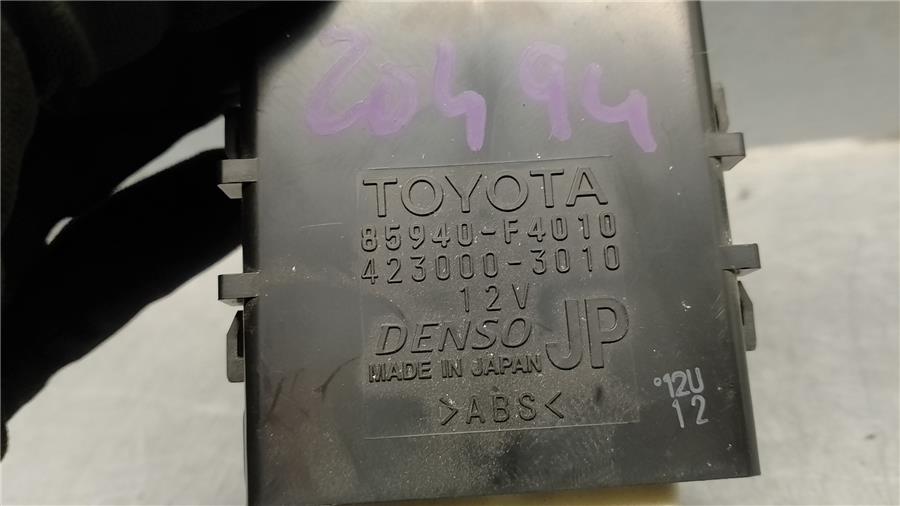 20494
TOYOTA
85940-F4010
423000-3010
12V
DENSO JP
MADE IN JAPAN
>ABS<
°12U
12